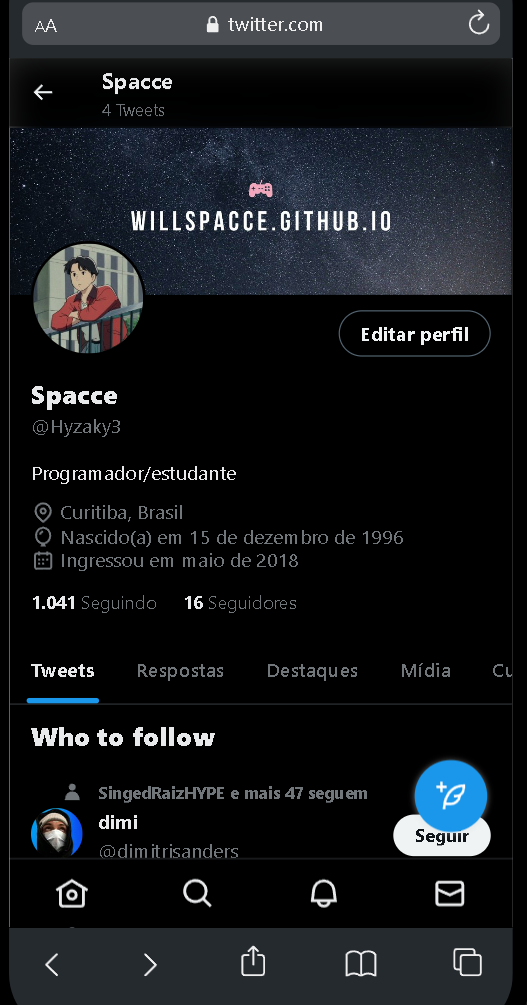 AA twitter.com
Spacce
4 Tweets
WILLSPACCE.GITHUB.IO
Editar perfil
Spacce
@Hyzaky3
Programador/estudante
Curitiba, Brasil
Nascido(a) em 15 de dezembro de 1996
Ingressou em maio de 2018
1.041 Seguindo 16 Seguidores
Tweets Respostas Destaques Mídia Cu
Who to follow
SingedRaizHYPE e mais 47 seguem
dimi
@dimitrisanders
Seguir